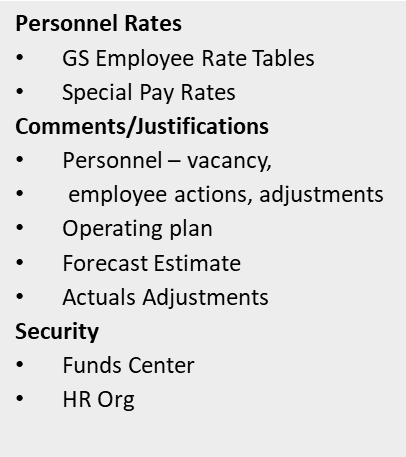 Personnel Rates
• GS Employee Rate Tables
• Special Pay Rates
Comments/Justifications
• Personnel – vacancy,
• employee actions, adjustments
• Operating plan
• Forecast Estimate
• Actuals Adjustments
Security
• Funds Center
• HR Org